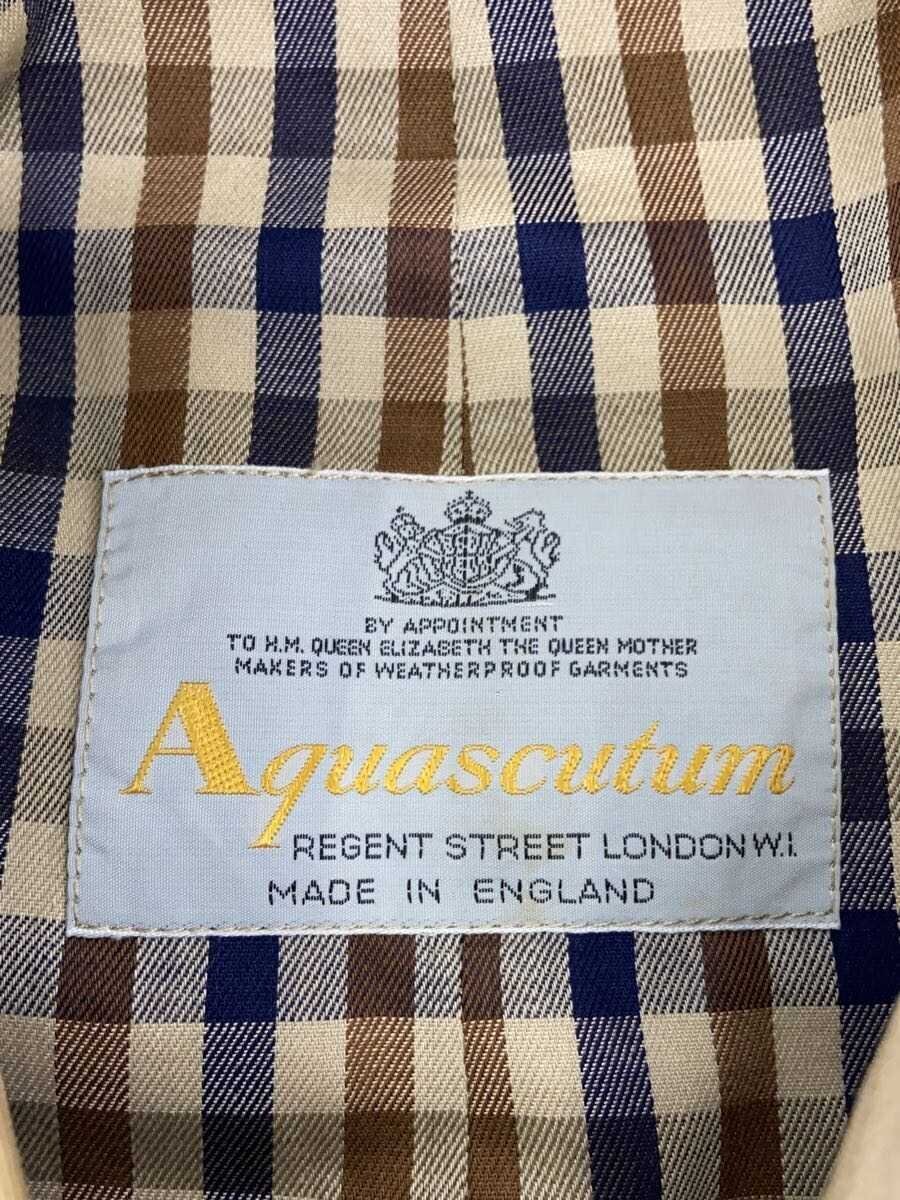 BY APPOINTMENT
TO H.M. QUEEN ELIZABETH THE QUEEN MOTHER
MAKERS OF WEATHERPROOF GARMENTS
Aquascutum
REGENT STREET LONDON W.I.
MADE IN ENGLAND